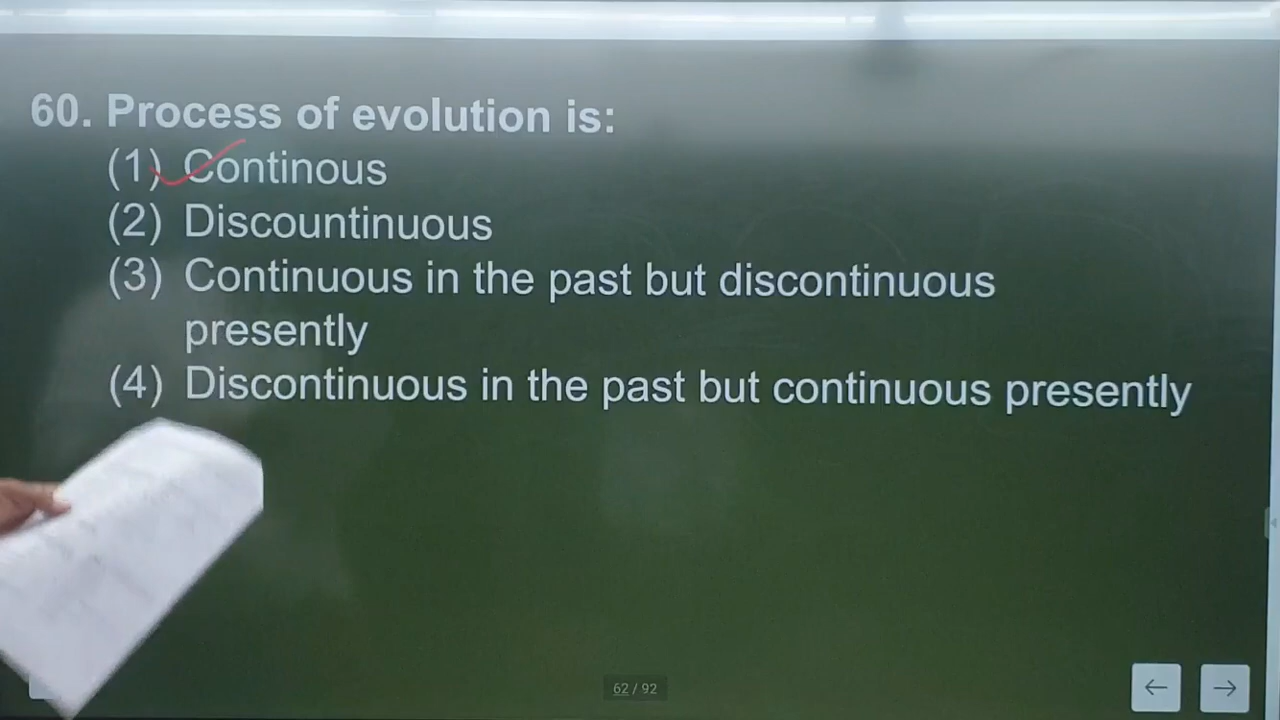 60. Process of evolution is:
(1) Continous
(2) Discountinuous
(3) Continuous in the past but discontinuous
presently
(4) Discontinuous in the past but continuous presently
62 / 92